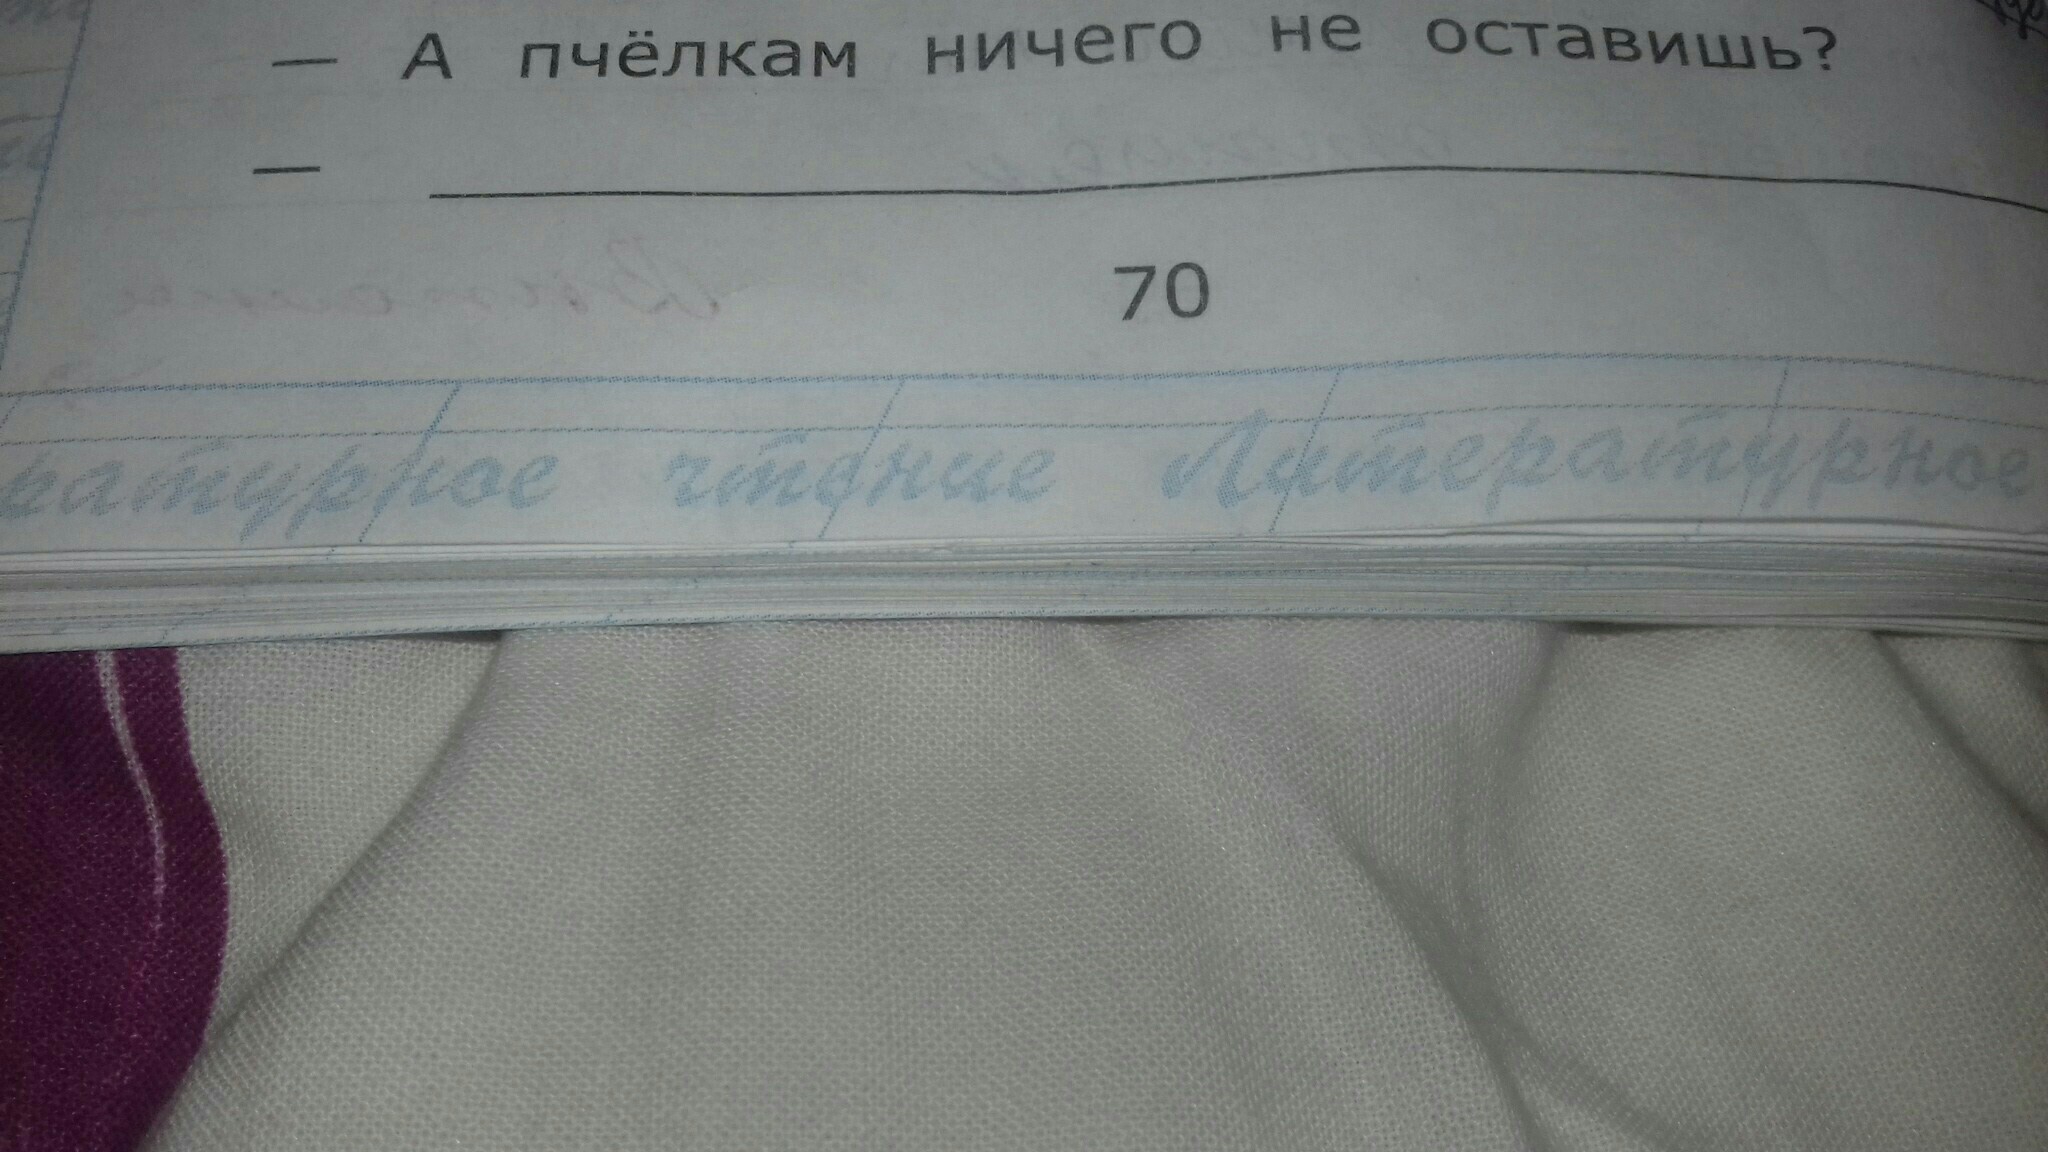 — А пчёлкам ничего не оставишь?
—
70
ратурное чтение Литературное